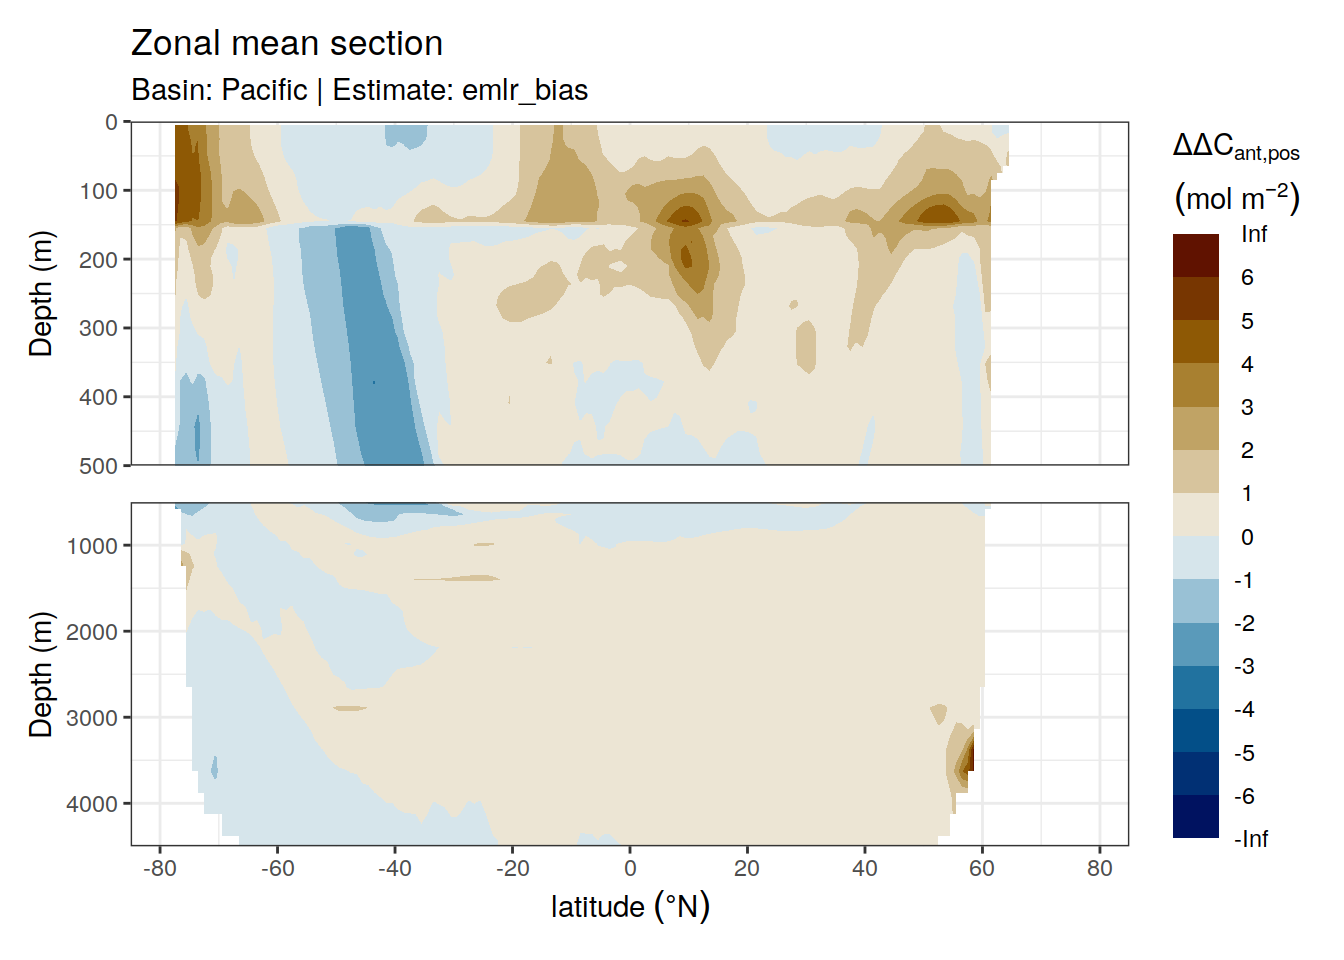 Zonal mean section
Basin: Pacific | Estimate: emlr_bias
0
100
200
300
400
500
Depth (m)
1000
2000
3000
4000
Depth (m)
-80 -60 -40 -20 0 20 40 60 80
latitude (°N)
ΔΔCant,pos
(mol m−2)
Inf
6
5
4
3
2
1
0
-1
-2
-3
-4
-5
-6
-Inf